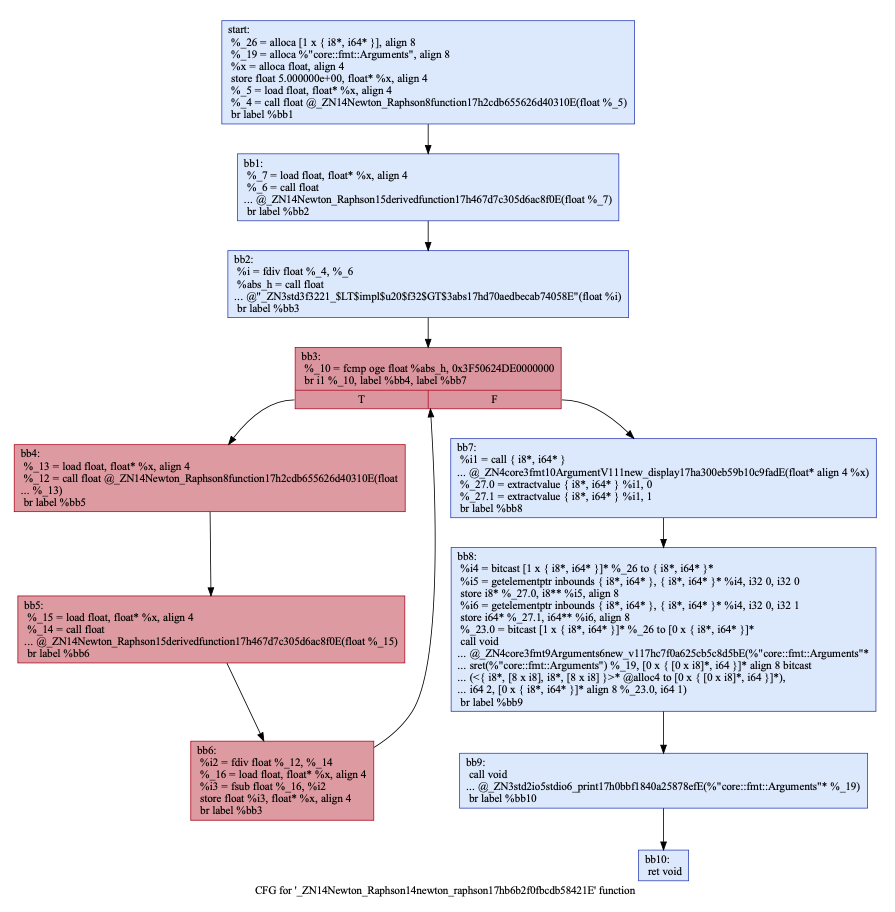 start:
%_26 = alloca [1 x { i8*, i64* }], align 8
%_19 = alloca %"core::fmt::Arguments", align 8
%x = alloca float, align 4
store float 5.000000e+00, float* %x, align 4
%_5 = load float, float* %x, align 4
%_4 = call float @_ZN14Newton_Raphson8function17h2cdb655626d40310E(float %_5)
br label %bb1
bb1:
%_7 = load float, float* %x, align 4
%_6 = call float
... @_ZN14Newton_Raphson15derivedfunction17h467d7c305d6ac8f0E(float %_7)
br label %bb2
bb2:
%i = fdiv float %_4, %_6
%abs_h = call float
... @"_ZN3std3f3221_$LT$impl$u20$f32$GT$3abs17hd70aedbecab74058E"(float %i)
br label %bb3
bb3:
%_10 = fcmp oge float %abs_h, 0x3F50624DE0000000
br i1 %_10, label %bb4, label %bb7
T
F
bb4:
%_13 = load float, float* %x, align 4
%_12 = call float @_ZN14Newton_Raphson8function17h2cdb655626d40310E(float
... %_13)
br label %bb5
bb7:
%i1 = call { i8*, i64* }
... @_ZN4core3fmt10ArgumentV111new_display17ha300eb59b10c9fadE(float* align 4 %x)
%_27.0 = extractvalue { i8*, i64* } %i1, 0
%_27.1 = extractvalue { i8*, i64* } %i1, 1
br label %bb8
bb5:
%_15 = load float, float* %x, align 4
%_14 = call float
... @_ZN14Newton_Raphson15derivedfunction17h467d7c305d6ac8f0E(float %_15)
br label %bb6
bb8:
%i4 = bitcast [1 x { i8*, i64* }]* %_26 to { i8*, i64* }*
%i5 = getelementptr inbounds { i8*, i64* }, { i8*, i64* }* %i4, i32 0, i32 0
store i8* %_27.0, i8** %i5, align 8
%i6 = getelementptr inbounds { i8*, i64* }, { i8*, i64* }* %i4, i32 0, i32 1
store i64* %_27.1, i64** %i6, align 8
%_23.0 = bitcast [1 x { i8*, i64* }]* %_26 to [0 x { i8*, i64* }]*
call void
... @_ZN4core3fmt9Arguments6new_v117hc7f0a625cb5c8d5bE(%"core::fmt::Arguments"*
... sret(%"core::fmt::Arguments") %_19, [0 x { [0 x i8]*, i64 }]* align 8 bitcast
... (<{ i8*, [8 x i8], i8*, [8 x i8] }>* @alloc4 to [0 x { [0 x i8]*, i64 }]*),
... i64 2, [0 x { i8*, i64* }]* align 8 %_23.0, i64 1)
br label %bb9
bb6:
%i2 = fdiv float %_12, %_14
%_16 = load float, float* %x, align 4
%i3 = fsub float %_16, %i2
store float %i3, float* %x, align 4
br label %bb3
bb9:
call void
... @_ZN3std2io5stdio6_print17h0bbf1840a25878efE(%"core::fmt::Arguments"* %_19)
br label %bb10
bb10:
ret void
CFG for '_ZN14Newton_Raphson14newton_raphson17hb6b2f0fbcdb58421E' function